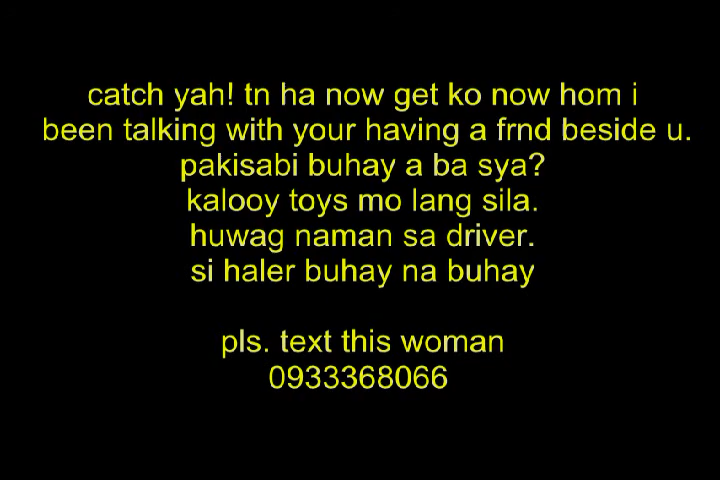 catch yah! tn ha now get ko now hom i
been talking with your having a frnd beside u.
pakisabi buhay a ba sya?
kalooy toys mo lang sila.
huwag naman sa driver.
si haler buhay na buhay
pls. text this woman
0933368066